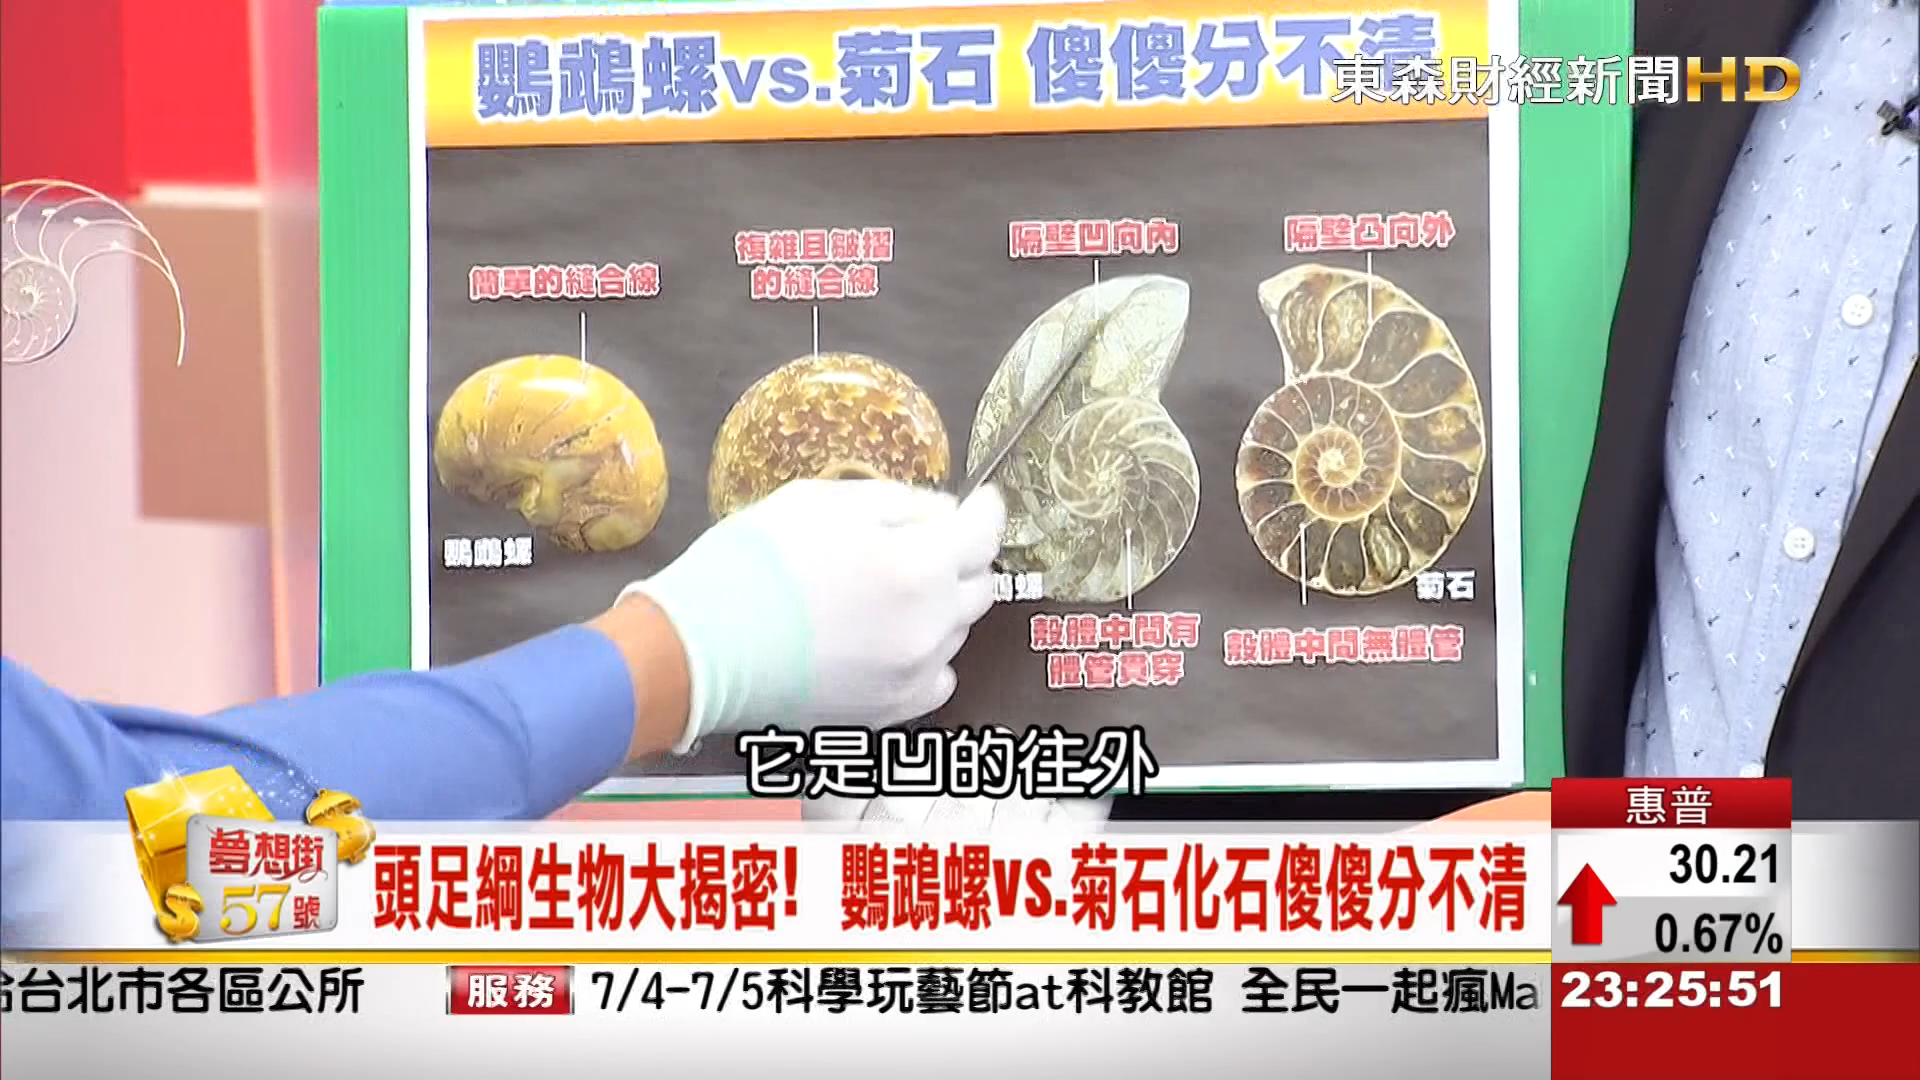 鸚鵡螺vs.菊石 傻傻分不清
東森財經新聞HD
簡單的縫合線
複雜且皺摺
的縫合線
隔壁凹向內
隔壁凸向外
鸚鵡螺
鵡螺
菊石
殼體中間有
體管貫穿
殼體中間無體管
它是凹的往外
夢想街
57號
頭足綱生物大揭密! 鸚鵡螺vs.菊石化石傻傻分不清
惠普
30.21
0.67%
台北市各區公所 服務 7/4-7/5科學玩藝節at科教館 全民一起瘋Ma
23:25:51